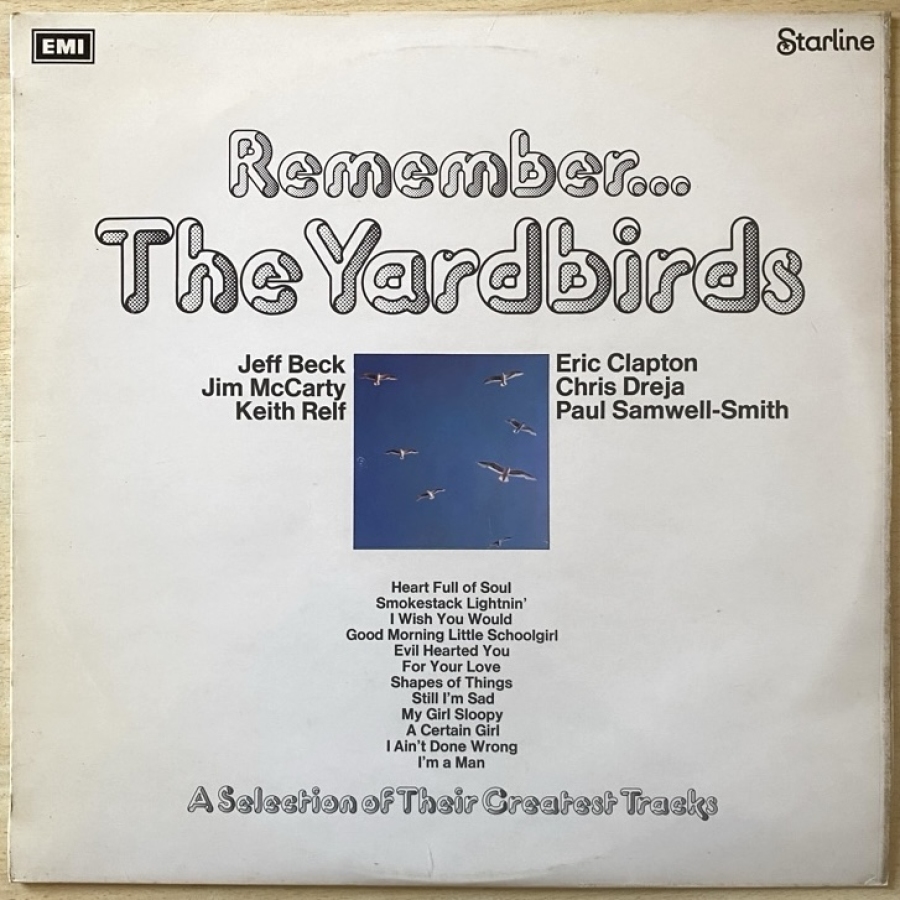 EMI
Starline
Remember...
The Yardbirds
Jeff Beck
Jim McCarty
Keith Relf
Eric Clapton
Chris Dreja
Paul Samwell-Smith
Heart Full of Soul
Smokestack Lightnin'
I Wish You Would
Good Morning Little Schoolgirl
Evil Hearted You
For Your Love
Shapes of Things
Still I'm Sad
My Girl Sloopy
A Certain Girl
I Ain't Done Wrong
I'm a Man
A Selection of Their Greatest Tracks